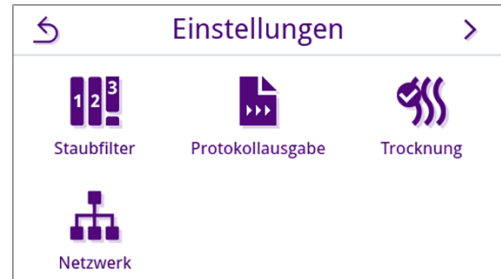 Einstellungen
1 2 3
Staubfilter
Protokollausgabe
Trocknung
Netzwerk